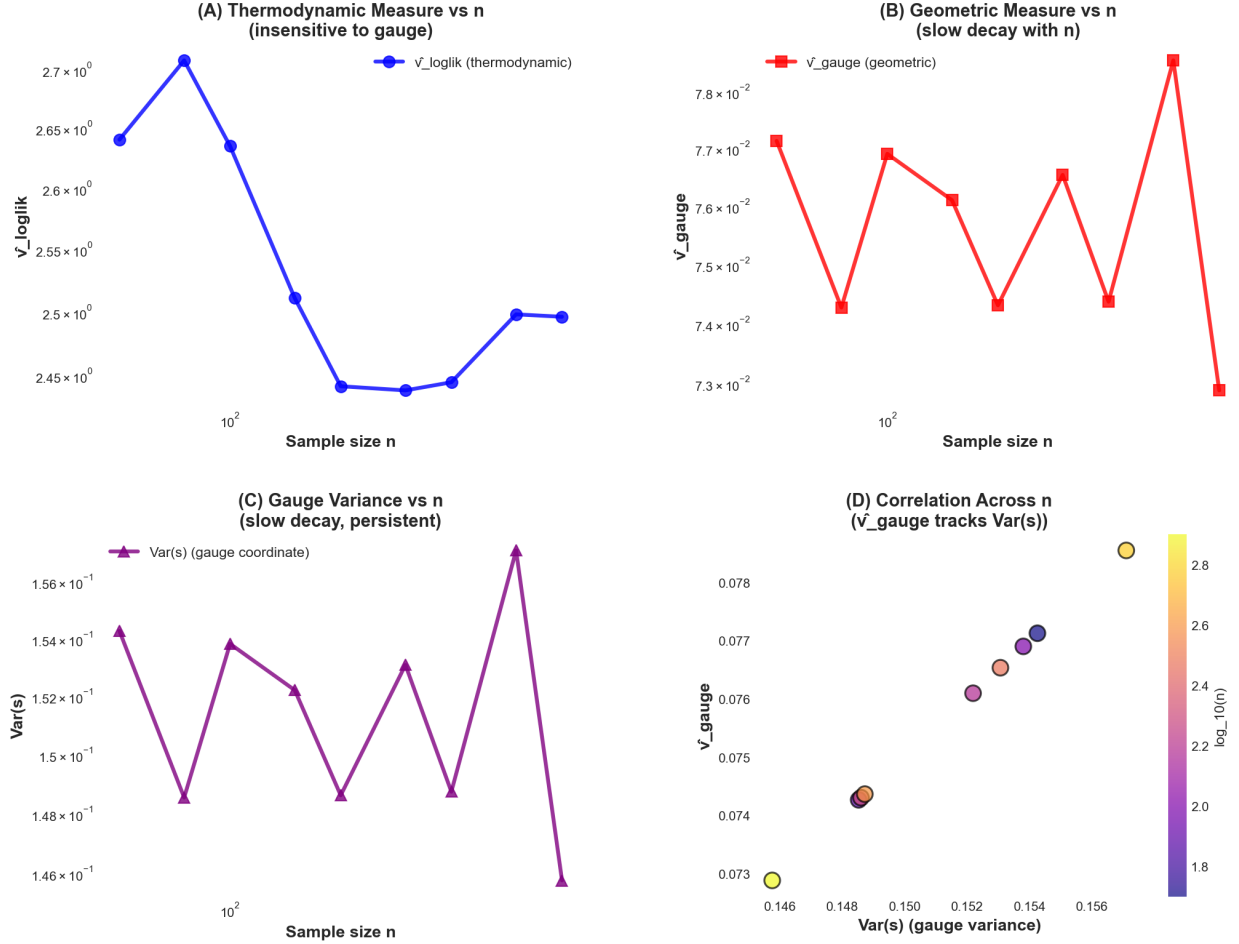 (A) Thermodynamic Measure vs n
(insensitive to gauge)
ν̂_loglik (thermodynamic)
2.7 × 10⁰
2.65 × 10⁰
2.6 × 10⁰
2.55 × 10⁰
2.5 × 10⁰
2.45 × 10⁰
ν̂_loglik
10²
Sample size n
(B) Geometric Measure vs n
(slow decay with n)
ν̂_gauge (geometric)
7.8 × 10⁻²
7.7 × 10⁻²
7.6 × 10⁻²
7.5 × 10⁻²
7.4 × 10⁻²
7.3 × 10⁻²
ν̂_gauge
10²
Sample size n
(C) Gauge Variance vs n
(slow decay, persistent)
Var(s) (gauge coordinate)
1.56 × 10⁻¹
1.54 × 10⁻¹
1.52 × 10⁻¹
1.5 × 10⁻¹
1.48 × 10⁻¹
1.46 × 10⁻¹
Var(s)
10²
Sample size n
(D) Correlation Across n
(ν̂_gauge tracks Var(s))
0.078
0.077
0.076
0.075
0.074
0.073
ν̂_gauge
0.146 0.148 0.150 0.152 0.154 0.156
Var(s) (gauge variance)
2.8
2.6
2.4
2.2
2.0
1.8
log_10(n)